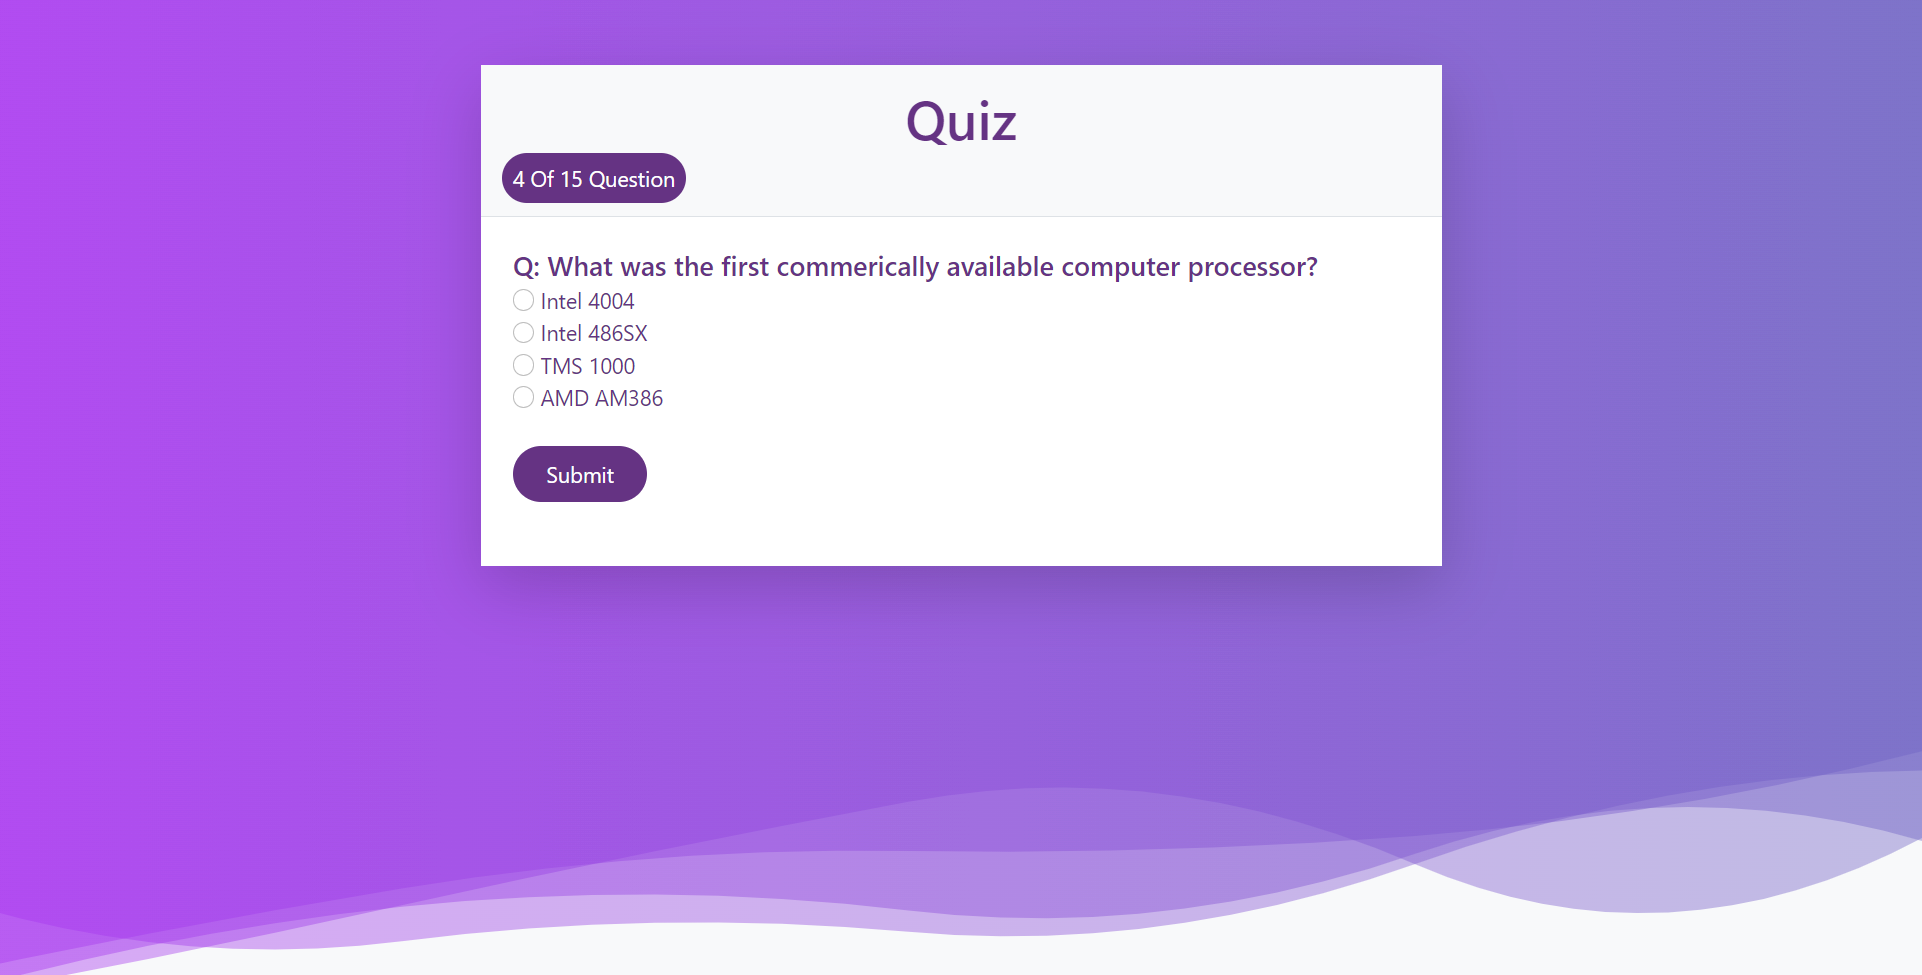 Quiz
4 Of 15 Question
Q: What was the first commerically available computer processor?
Intel 4004
Intel 486SX
TMS 1000
AMD AM386
Submit